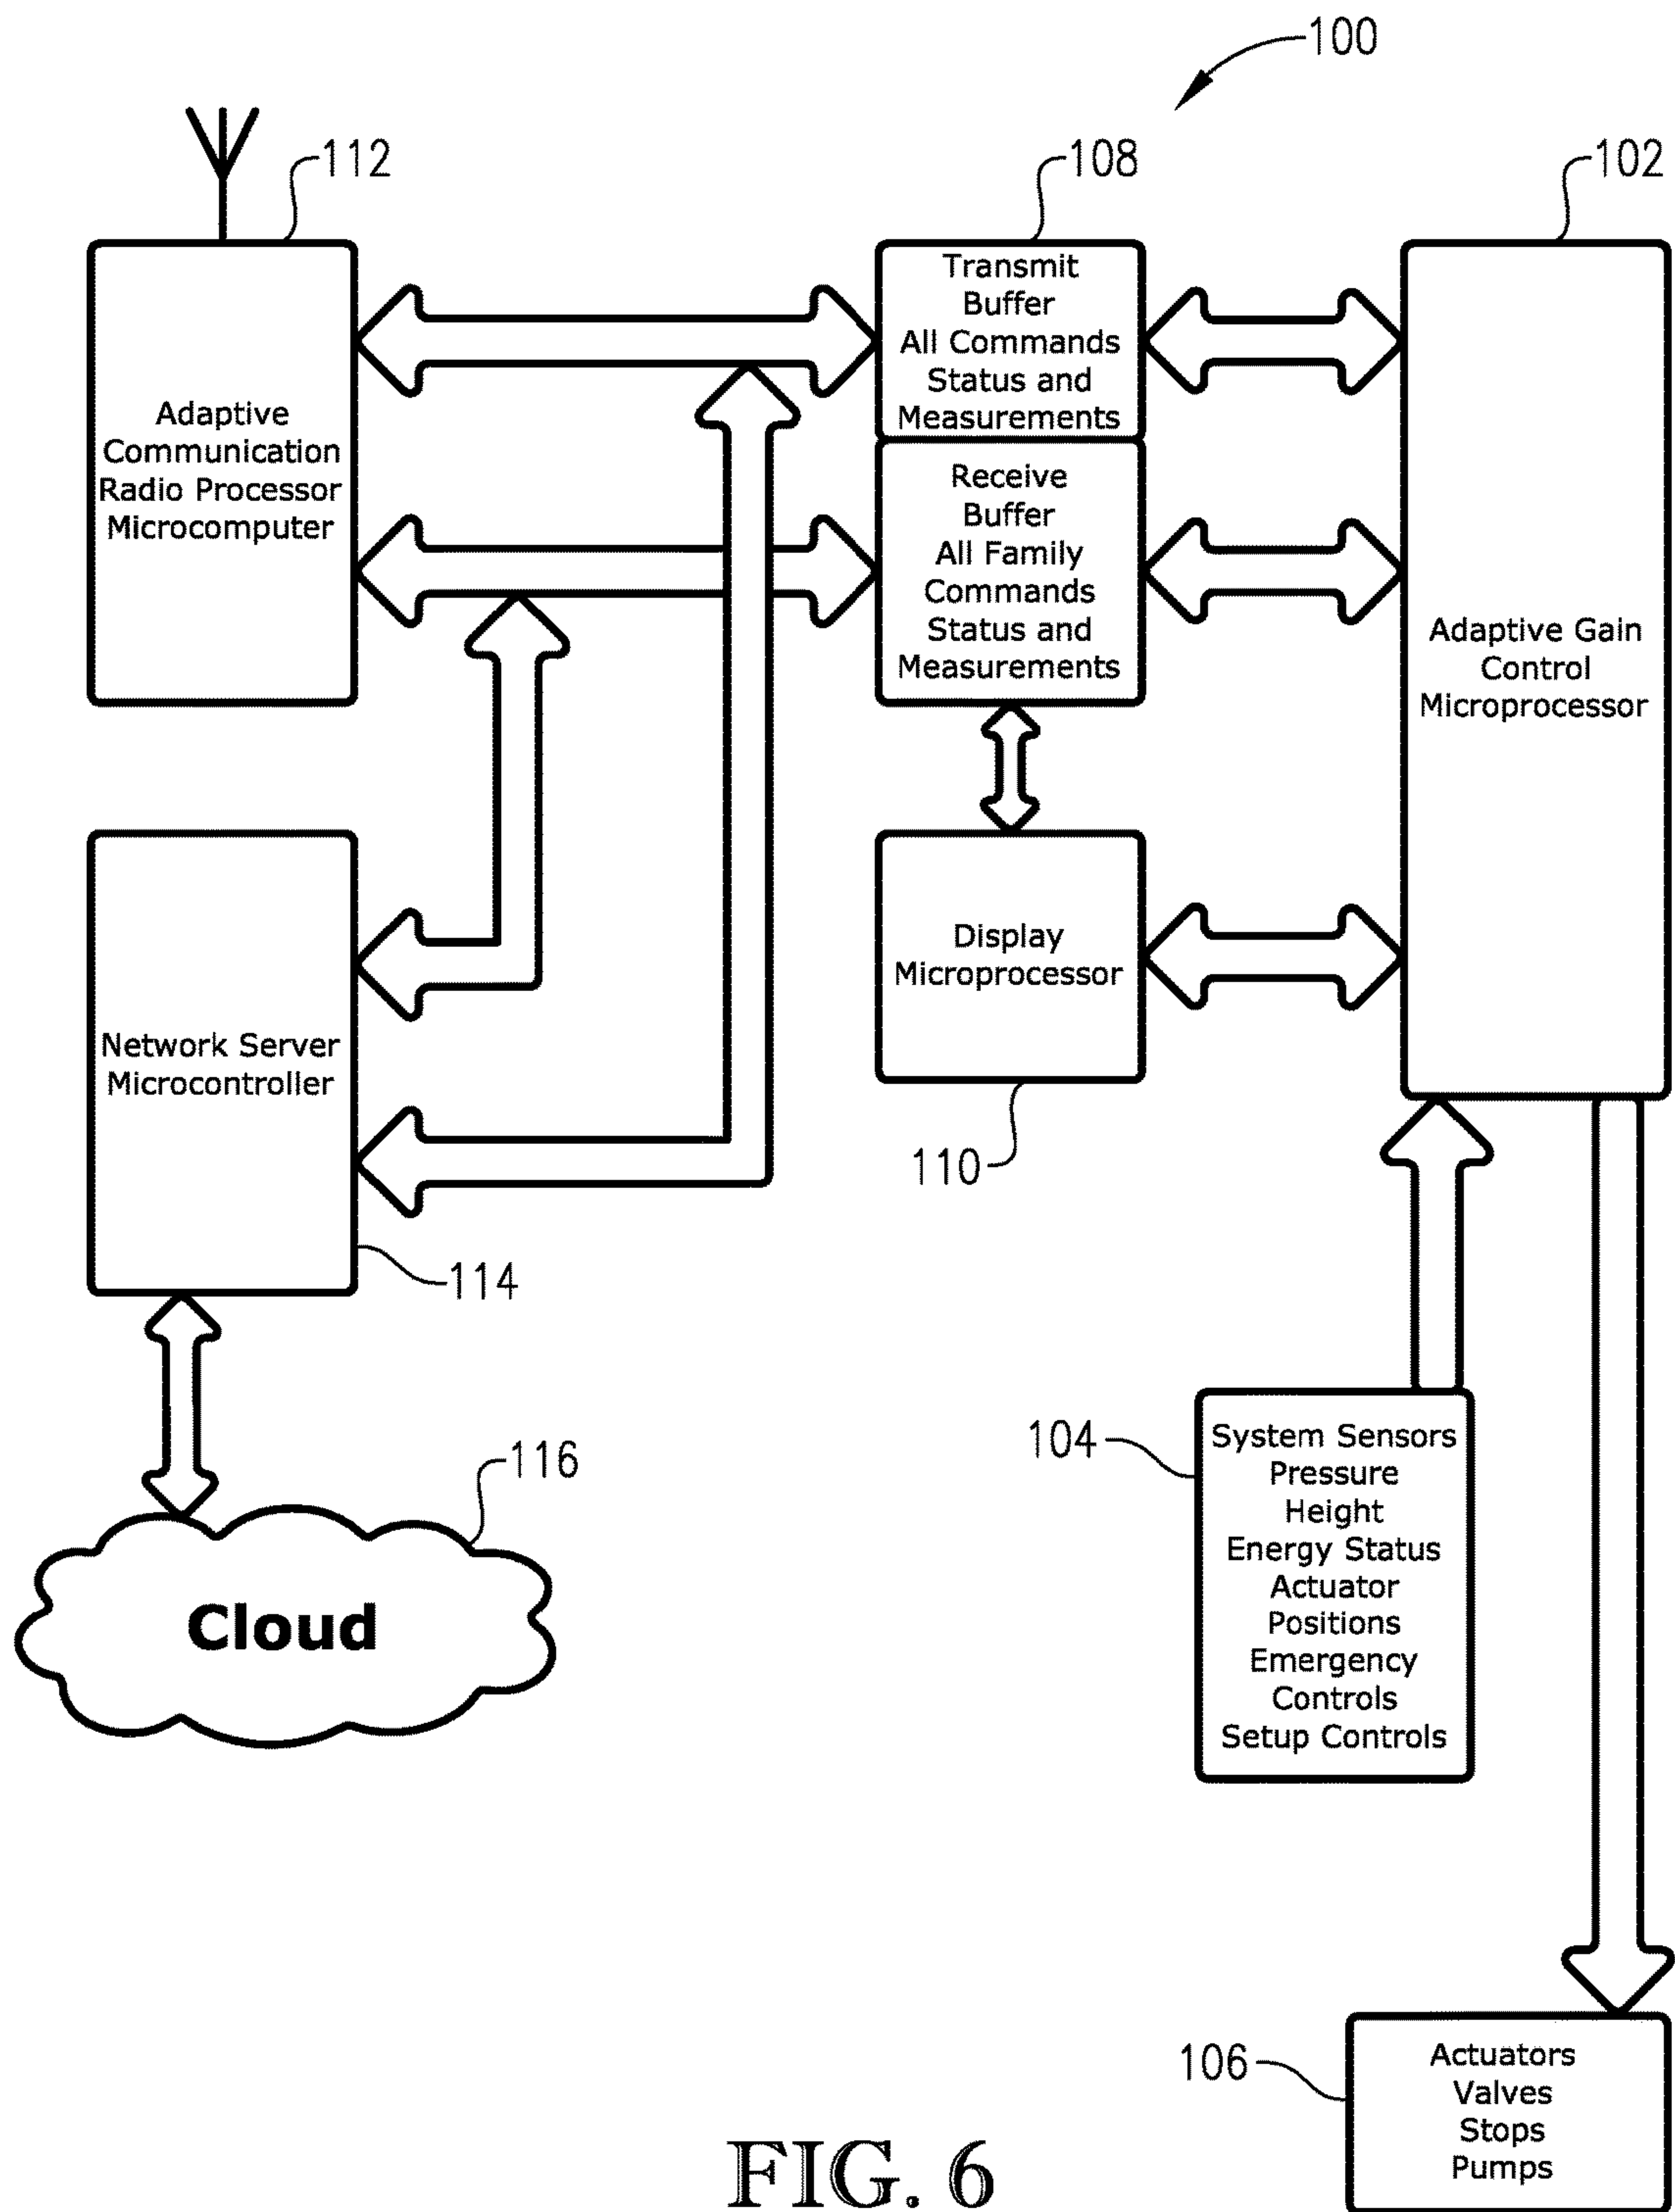 100
112
108
102
Transmit
Buffer
All Commands
Status and
Measurements
Adaptive
Communication
Radio Processor
Microcomputer
Receive
Buffer
All Family
Commands
Status and
Measurements
Adaptive Gain
Control
Microprocessor
Display
Microprocessor
110
Network Server
Microcontroller
114
116
Cloud
104
System Sensors
Pressure
Height
Energy Status
Actuator
Positions
Emergency
Controls
Setup Controls
106
Actuators
Valves
Stops
Pumps
FIG. 6